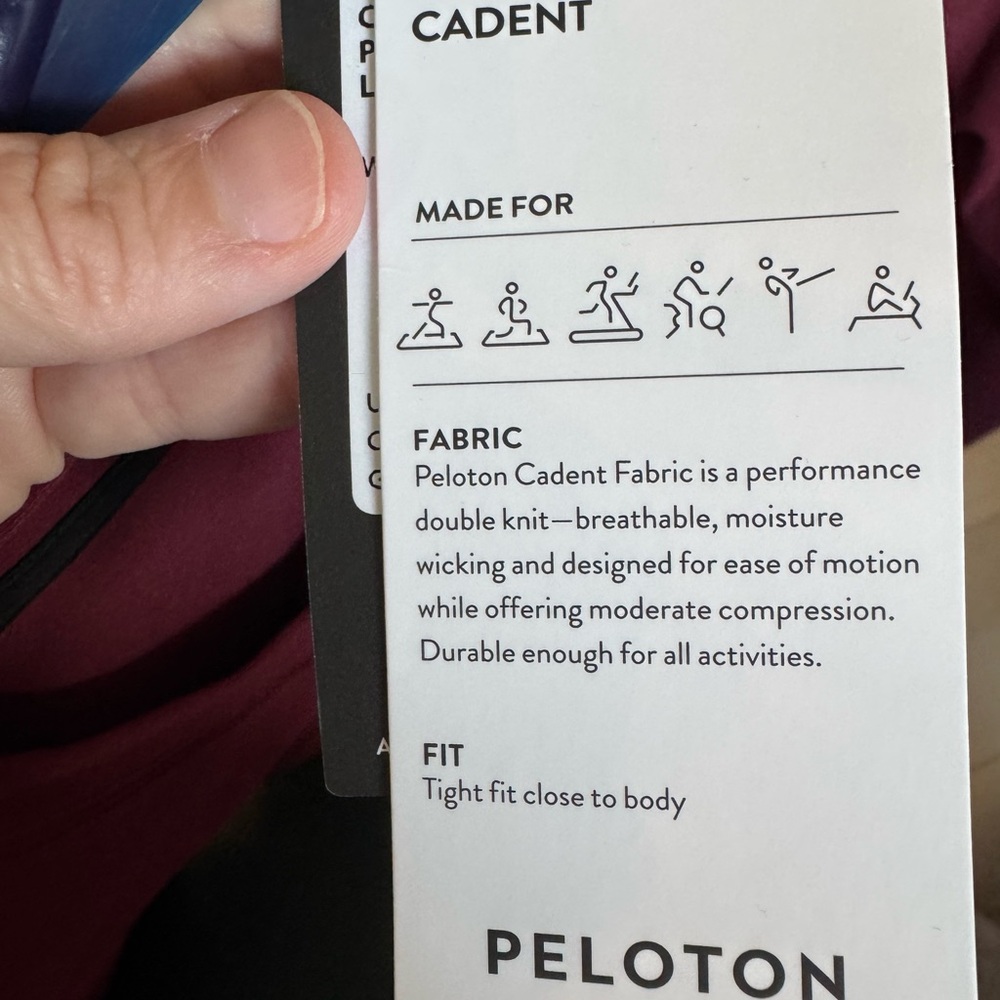 CADENT
MADE FOR
FABRIC
Peloton Cadent Fabric is a performance
double knit—breathable, moisture
wicking and designed for ease of motion
while offering moderate compression.
Durable enough for all activities.
FIT
Tight fit close to body
PELOTON